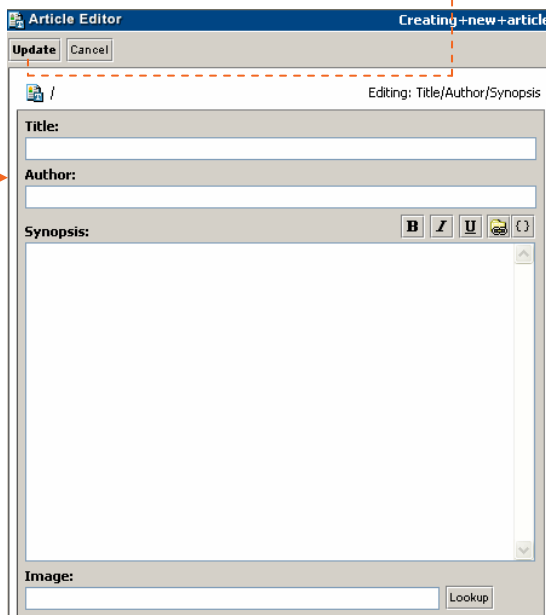 Article Editor Creating+new+article
Update Cancel
/ Editing: Title/Author/Synopsis
Title:
Author:
Synopsis: B I U {}
Image:
Lookup